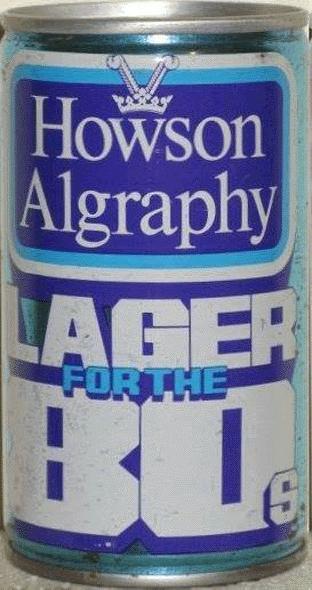 Howson
Algraphy
LAGER
FOR THE
80s